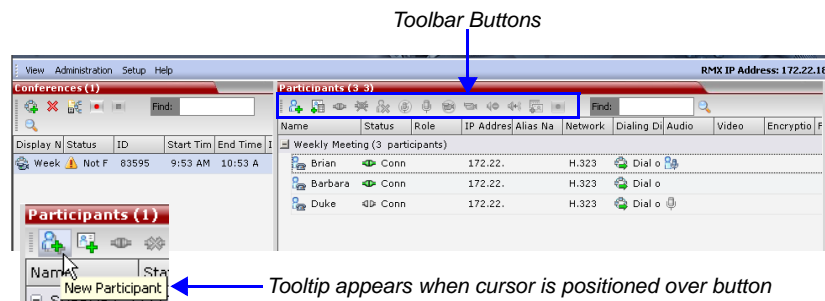 Toolbar Buttons
View Administration Setup Help
RMX IP Address: 172.22.18
Conferences (1)
Participants (3 3)
Find:
Find:
Display N Status ID Start Tim End Time I
Name Status Role IP Addres Alias Na Network Dialing Di Audio Video Encryptio F
Week Not F 83595 9:53 AM 10:53 A
Weekly Meeting (3 participants)
Brian Conn 172.22. H.323 Dial o
Barbara Conn 172.22. H.323 Dial o
Duke Conn 172.22. H.323 Dial o
Participants (1)
Name Sta
New Participant
Tooltip appears when cursor is positioned over button